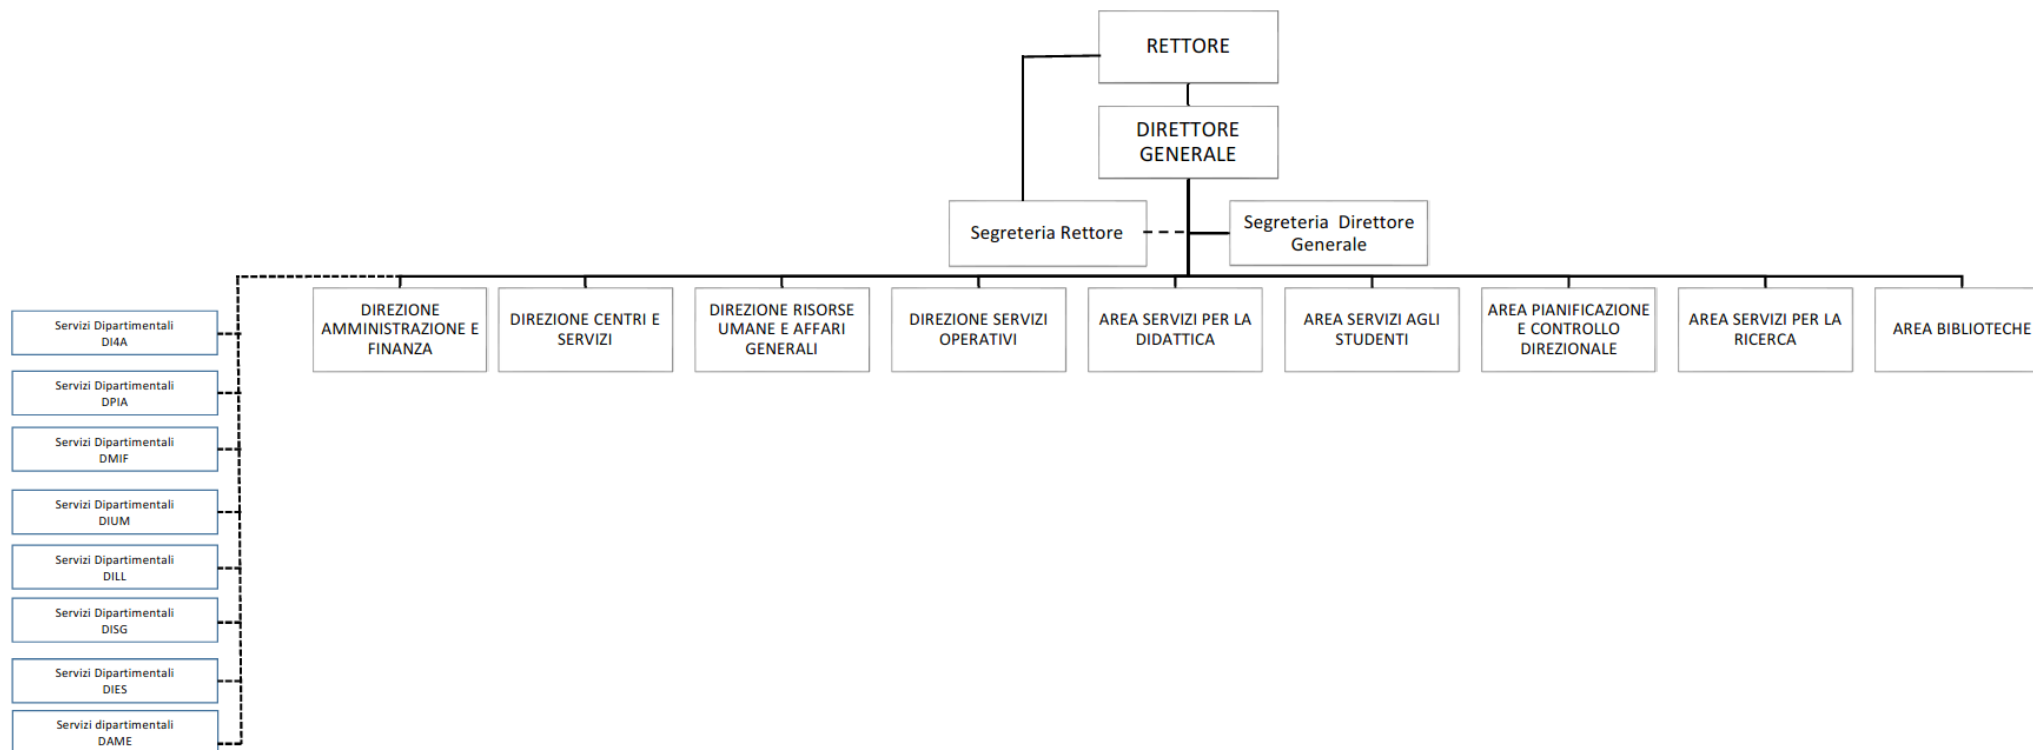 RETTORE
DIRETTORE
GENERALE
Segreteria Rettore
Segreteria Direttore
Generale
DIREZIONE
AMMINISTRAZIONE E
FINANZA
DIREZIONE CENTRI E
SERVIZI
DIREZIONE RISORSE
UMANE E AFFARI
GENERALI
DIREZIONE SERVIZI
OPERATIVI
AREA SERVIZI PER LA
DIDATTICA
AREA SERVIZI AGLI
STUDENTI
AREA PIANIFICAZIONE
E CONTROLLO
DIREZIONALE
AREA SERVIZI PER LA
RICERCA
AREA BIBLIOTECHE
Servizi Dipartimentali
DI4A
Servizi Dipartimentali
DPIA
Servizi Dipartimentali
DMIF
Servizi Dipartimentali
DIUM
Servizi Dipartimentali
DILL
Servizi Dipartimentali
DISG
Servizi Dipartimentali
DIES
Servizi dipartimentali
DAME